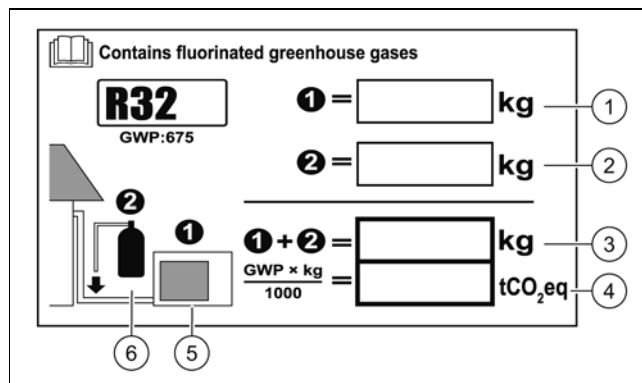 Contains fluorinated greenhouse gases
R32
GWP:675
❶ = kg
1
❷ = kg
2
❶+❷ = kg
3
GWP × kg
1000
= tCO₂eq
4
❷
❶
6
5